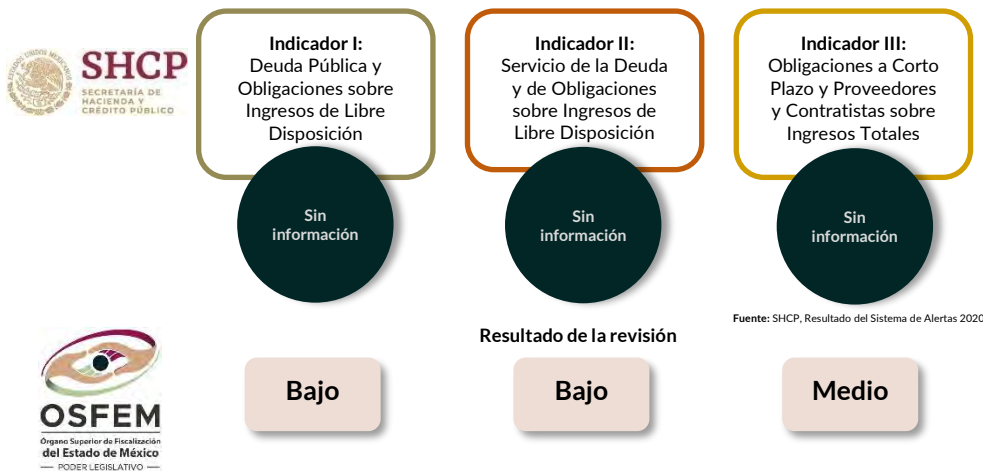 SHCP
SECRETARÍA DE
HACIENDA Y
CRÉDITO PÚBLICO
ESTADOS UNIDOS MEXICANOS
Indicador I:
Deuda Pública y
Obligaciones sobre
Ingresos de Libre
Disposición
Sin
información
Indicador II:
Servicio de la Deuda
y de Obligaciones
sobre Ingresos de
Libre Disposición
Sin
información
Indicador III:
Obligaciones a Corto
Plazo y Proveedores
y Contratistas sobre
Ingresos Totales
Sin
información
Fuente: SHCP, Resultado del Sistema de Alertas 2020
Resultado de la revisión
OSFEM
Órgano Superior de Fiscalización
del Estado de México
— PODER LEGISLATIVO —
Bajo
Bajo
Medio